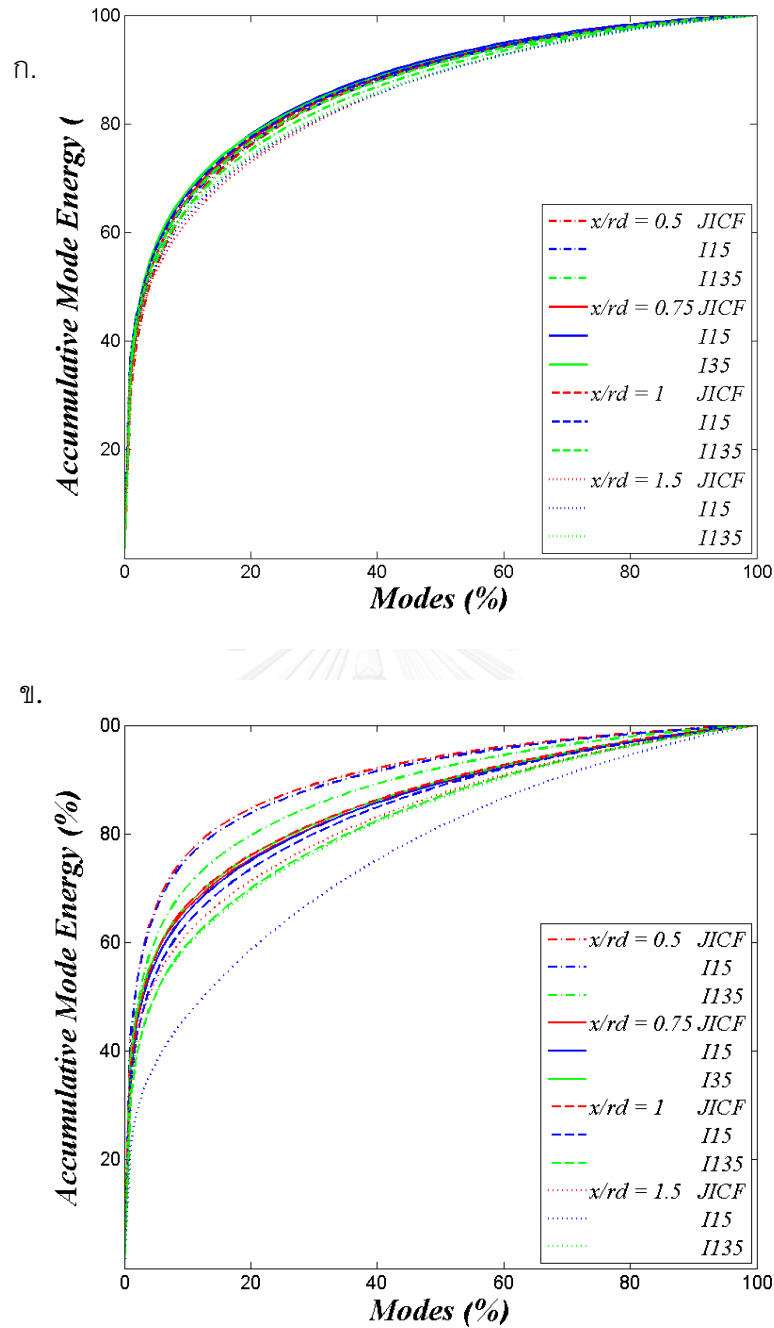 ก.
Accumulative Mode Energy (
100
80
60
40
20
0 20 40 60 80 100
Modes (%)
x/rd = 0.5 JICF
I15
I135
x/rd = 0.75 JICF
I15
I35
x/rd = 1 JICF
I15
I135
x/rd = 1.5 JICF
I15
I135
ข.
Accumulative Mode Energy (%)
00
80
60
40
20
0 20 40 60 80 100
Modes (%)
x/rd = 0.5 JICF
I15
I135
x/rd = 0.75 JICF
I15
I35
x/rd = 1 JICF
I15
I135
x/rd = 1.5 JICF
I15
I135